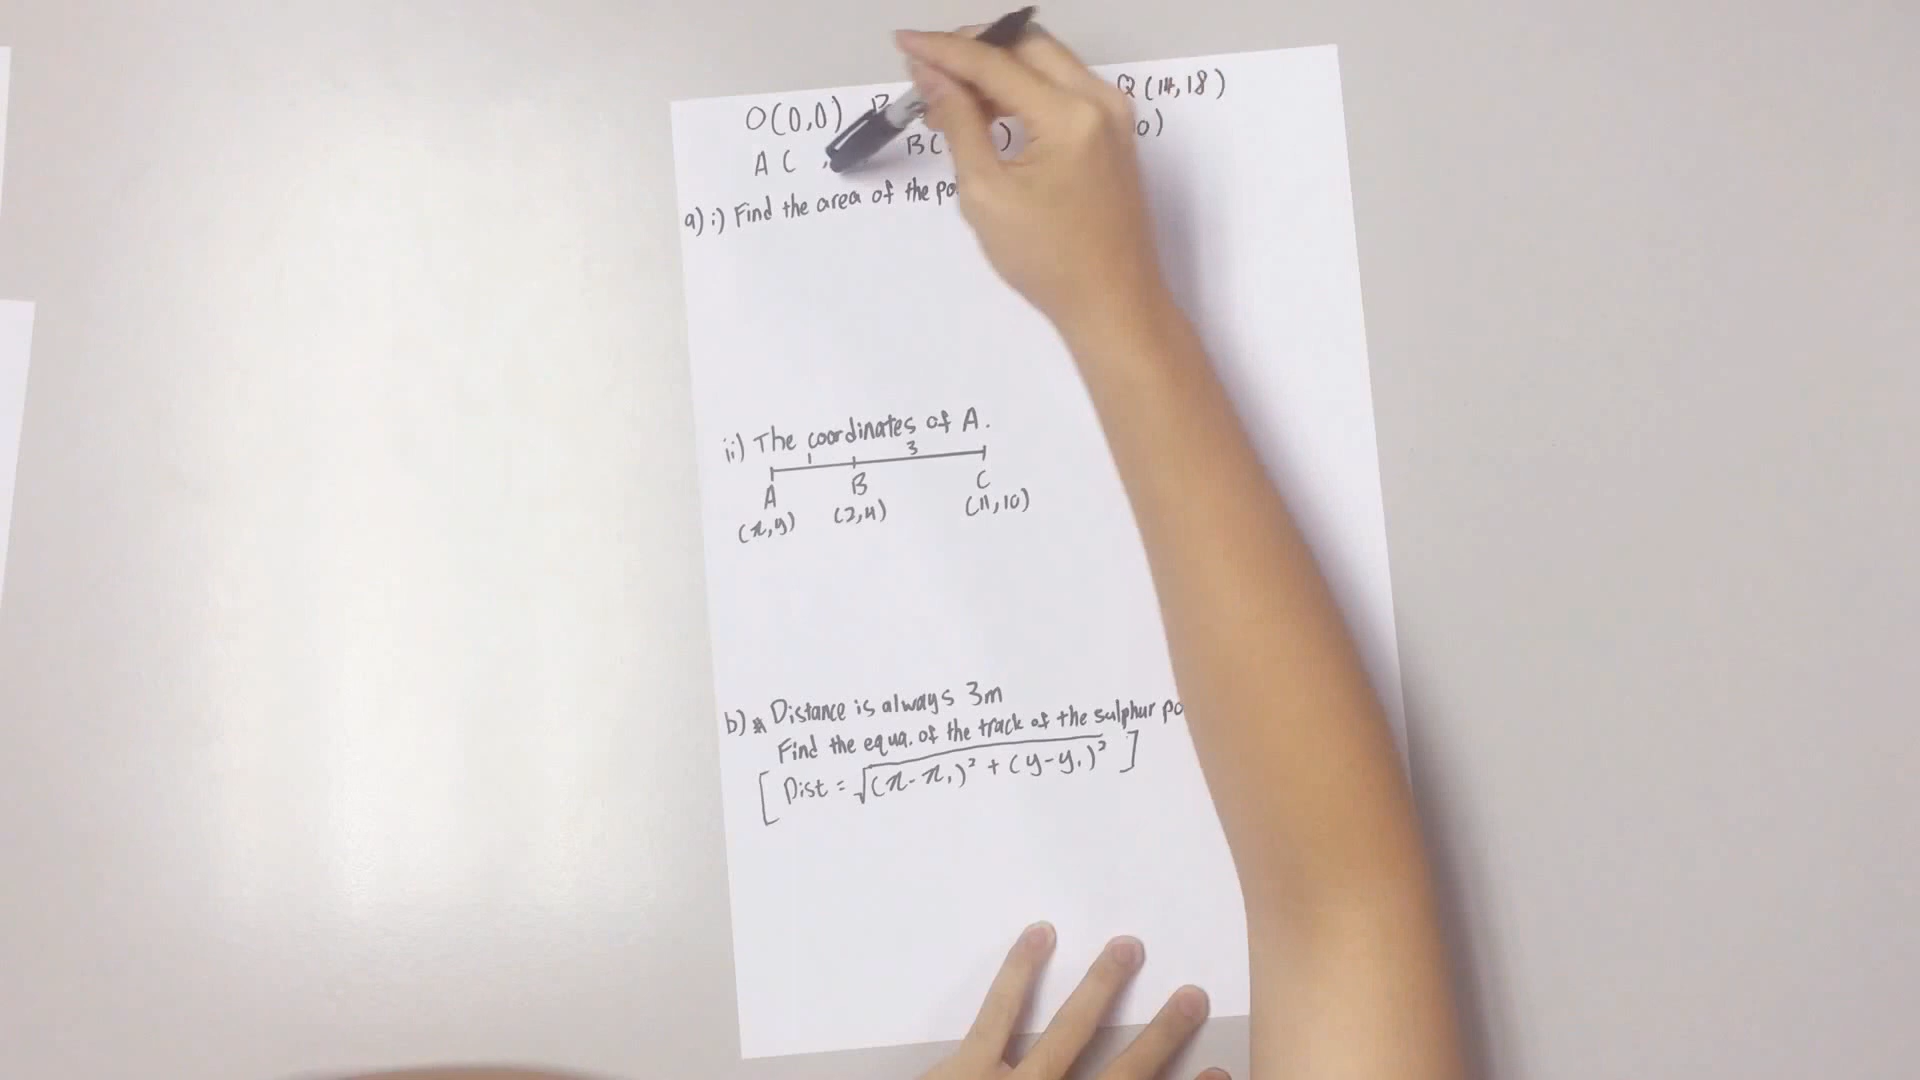 O(0,0) Q(14,18)
A ( , B( ) 0)
a) i) Find the area of the
ii) The coordinates of A.
1 3
A B C
(x,y) (2,4) (11,10)
b) Distance is always 3m
Find the equa. of the track of the sulphur
[ Dist = √(x-x₁)² + (y-y₁)² ]